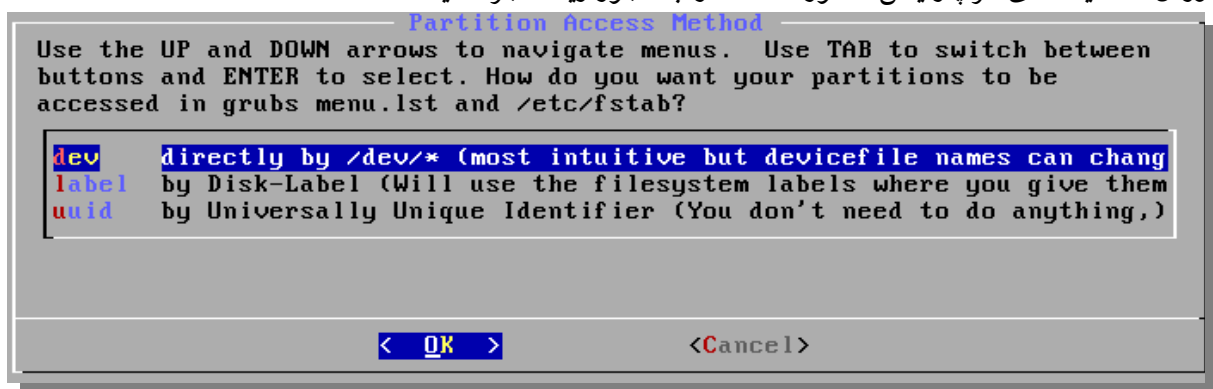 Partition Access Method
Use the UP and DOWN arrows to navigate menus.  Use TAB to switch between
buttons and ENTER to select. How do you want your partitions to be
accessed in grubs menu.lst and /etc/fstab?
dev directly by /dev/* (most intuitive but devicefile names can chang
label by Disk-Label (Will use the filesystem labels where you give them
uuid by Universally Unique Identifier (You don't need to do anything,)
< OK > <Cancel>